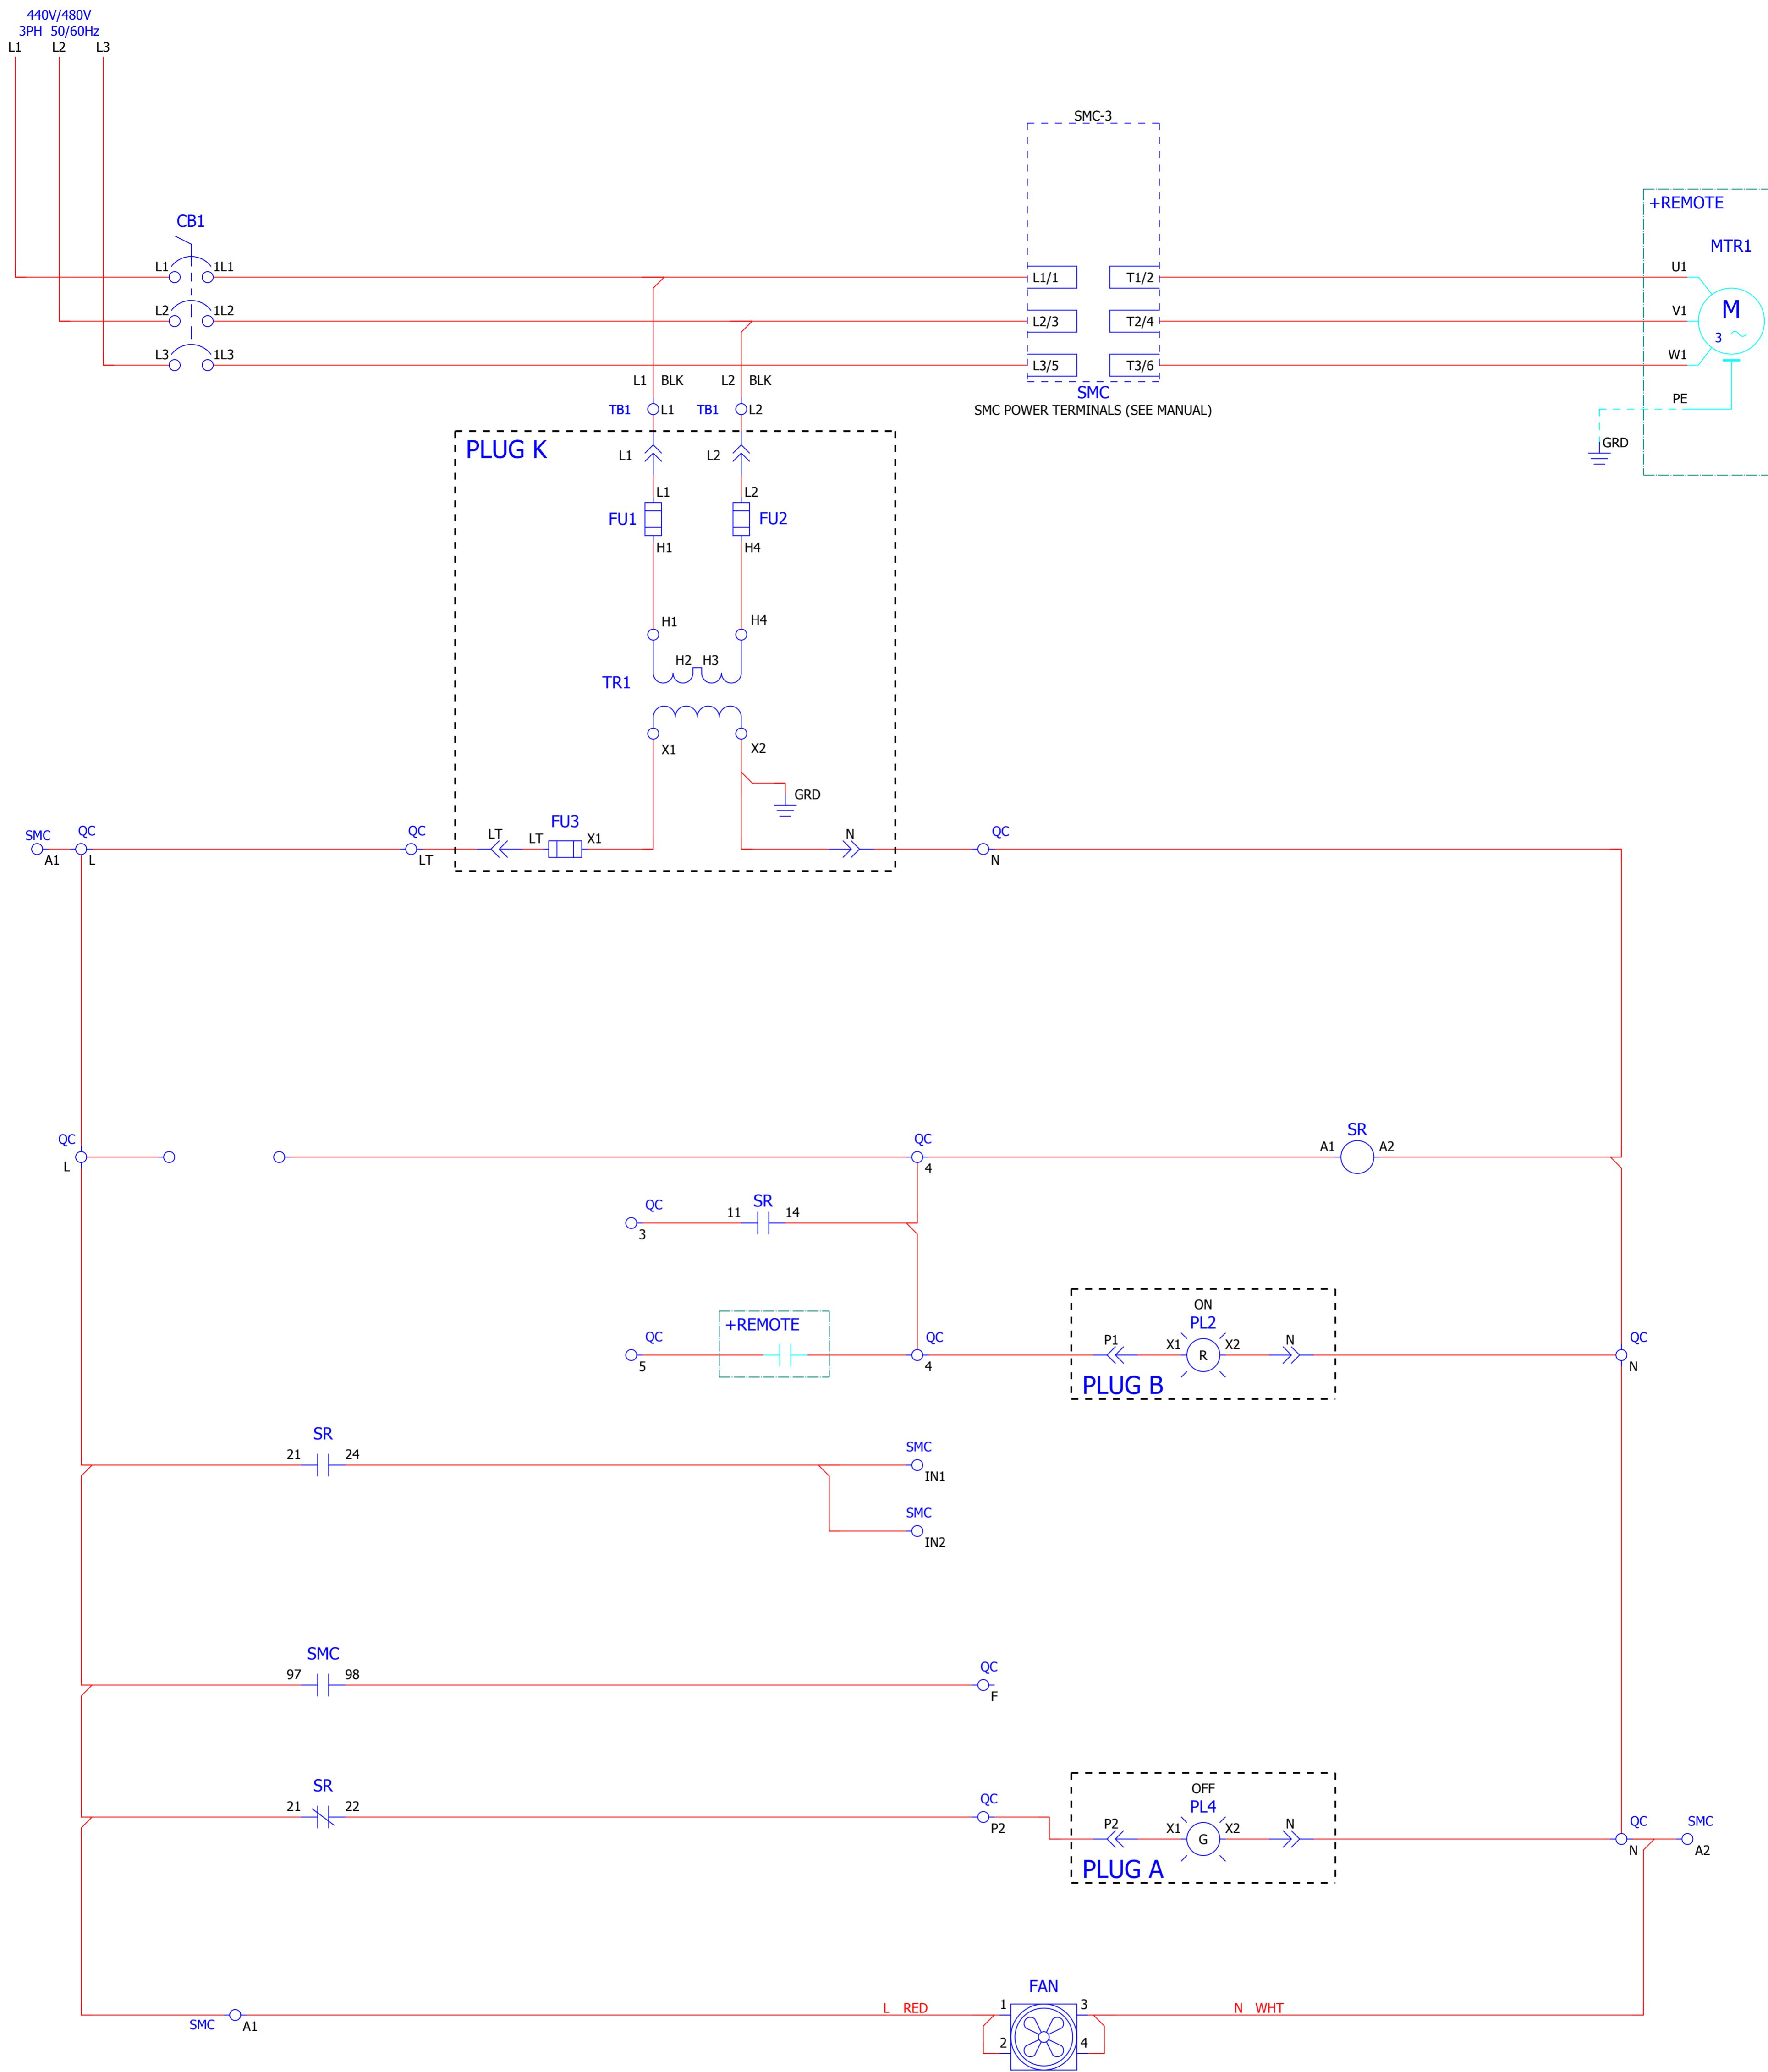 440V/480V
3PH 50/60Hz
L1 L2 L3
SMC-3
+REMOTE
MTR1
CB1
L1 1L1 L1/1 T1/2 U1
L2 1L2 L2/3 T2/4 V1
M
3
L3 1L3 L3/5 T3/6 W1
L1 BLK L2 BLK
SMC
SMC POWER TERMINALS (SEE MANUAL)
PE
TB1 L1 TB1 L2
GRD
PLUG K
L1 L2
L1 L2
FU1 FU2
H1 H4
H1 H4
H2 H3
TR1
X1 X2
GRD
SMC QC QC FU3 QC
LT LT X1 N
A1 L LT N
QC QC SR
A1 A2
L 4
QC SR
11 14
3
ON
+REMOTE PL2
QC QC P1 X1 R X2 N QC
5 4 N
PLUG B
SR SMC
21 24
IN1
SMC
IN2
SMC QC
97 98
F
SR OFF
21 22 QC PL4
P2 P2 X1 G X2 N QC SMC
N A2
PLUG A
FAN
L RED 1 3 N WHT
SMC A1
2 4